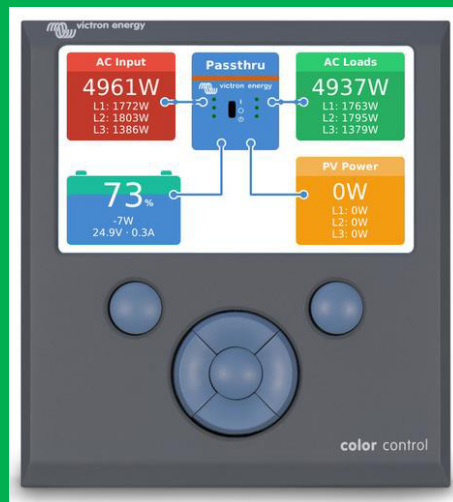 victron energy
AC Input
4961W
L1: 1772W
L2: 1803W
L3: 1386W
Passthru
victron energy
AC Loads
4937W
L1: 1763W
L2: 1795W
L3: 1379W
73%
-7W
24.9V · 0.3A
PV Power
0W
L1: 0W
L2: 0W
L3: 0W
color control